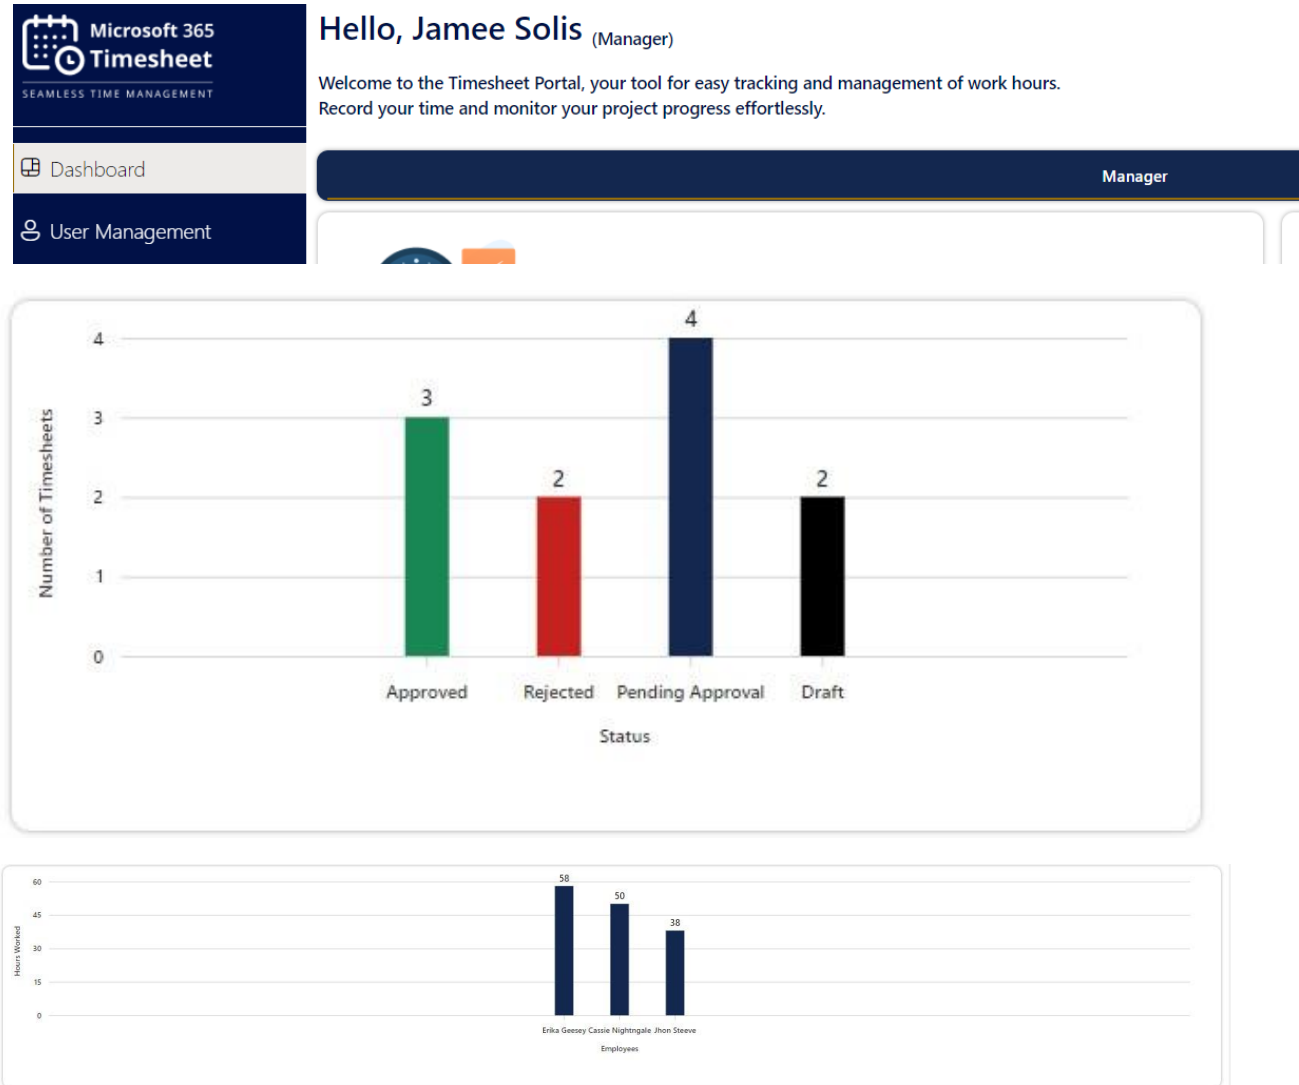 Microsoft 365
Timesheet
SEAMLESS TIME MANAGEMENT
Dashboard
User Management
Hello, Jamee Solis (Manager)
Welcome to the Timesheet Portal, your tool for easy tracking and management of work hours.
Record your time and monitor your project progress effortlessly.
Manager
Number of Timesheets
4
3
2
1
0
3
2
4
2
Approved Rejected Pending Approval Draft
Status
Hours Worked
60
45
30
15
0
58
50
38
Erika Geesey Cassie Nightngale Jhon Steeve
Employees